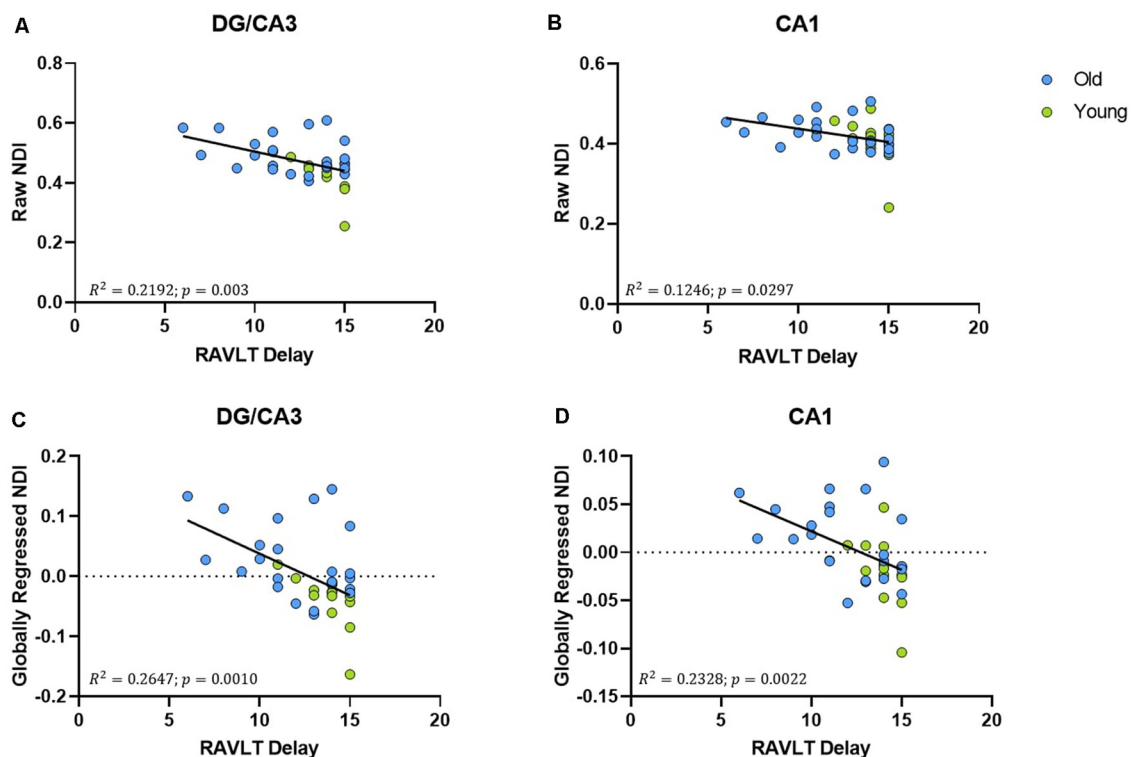 A
DG/CA3
B
CA1
Old
Young
Raw NDI
0.8
0.6
0.4
0.2
0.0
R² = 0.2192; p = 0.003
0 5 10 15 20
RAVLT Delay
Raw NDI
0.6
0.4
0.2
0.0
R² = 0.1246; p = 0.0297
0 5 10 15 20
RAVLT Delay
C
DG/CA3
D
CA1
Globally Regressed NDI
0.2
0.1
0.0
-0.1
-0.2
R² = 0.2647; p = 0.0010
0 5 10 15 20
RAVLT Delay
Globally Regressed NDI
0.10
0.05
0.00
-0.05
-0.10
-0.15
R² = 0.2328; p = 0.0022
0 5 10 15 20
RAVLT Delay